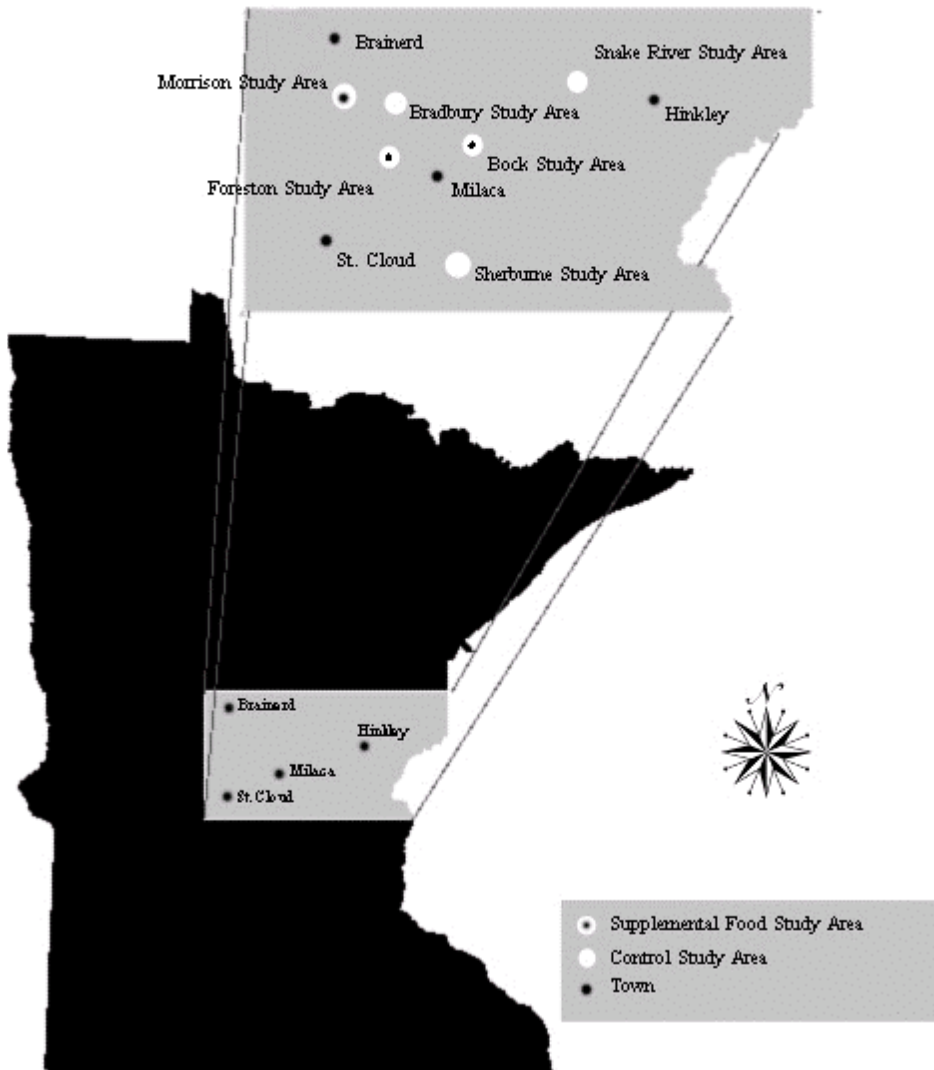 Brainerd
Snake River Study Area
Morrison Study Area
Bradbury Study Area
Hinkley
Bock Study Area
Foreston Study Area
Milaca
St. Cloud
Sherburne Study Area
Brainerd
Hinkley
Milaca
St. Cloud
N
Supplemental Food Study Area
Control Study Area
Town